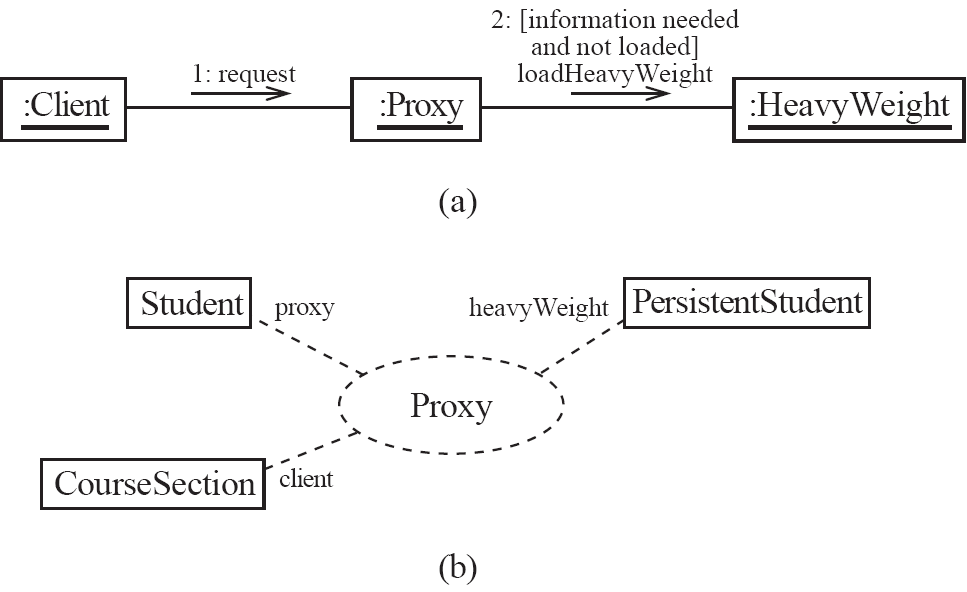 2: [information needed
and not loaded]
1: request
loadHeavyWeight
:Client
:Proxy
:HeavyWeight
(a)
Student
proxy
heavyWeight
PersistentStudent
Proxy
CourseSection
client
(b)